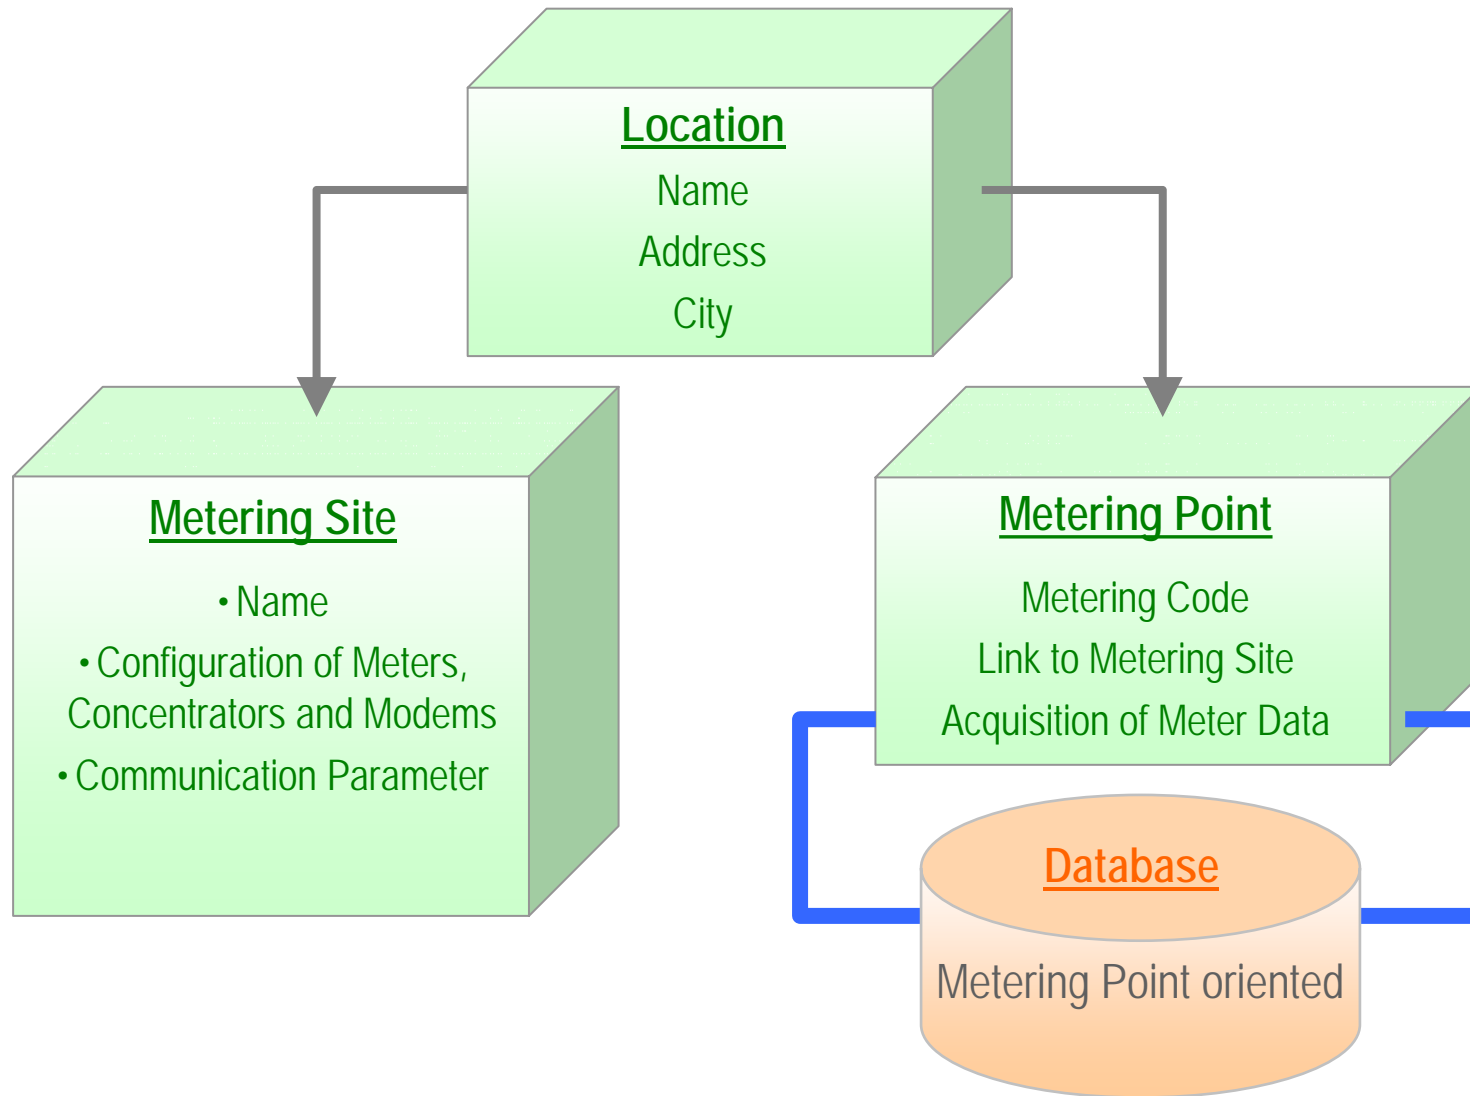 Location
Name
Address
City
Metering Site
• Name
• Configuration of Meters,
Concentrators and Modems
• Communication Parameter
Metering Point
Metering Code
Link to Metering Site
Acquisition of Meter Data
Database
Metering Point oriented